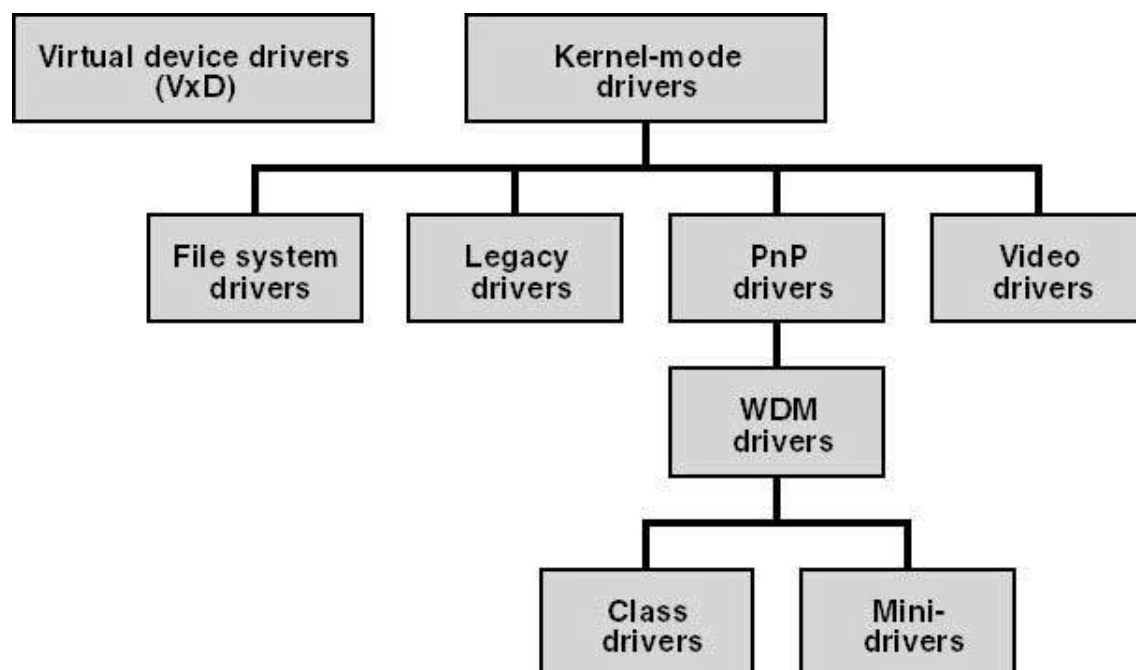 Virtual device drivers
(VxD)
Kernel-mode
drivers
File system
drivers
Legacy
drivers
PnP
drivers
Video
drivers
WDM
drivers
Class
drivers
Mini-
drivers